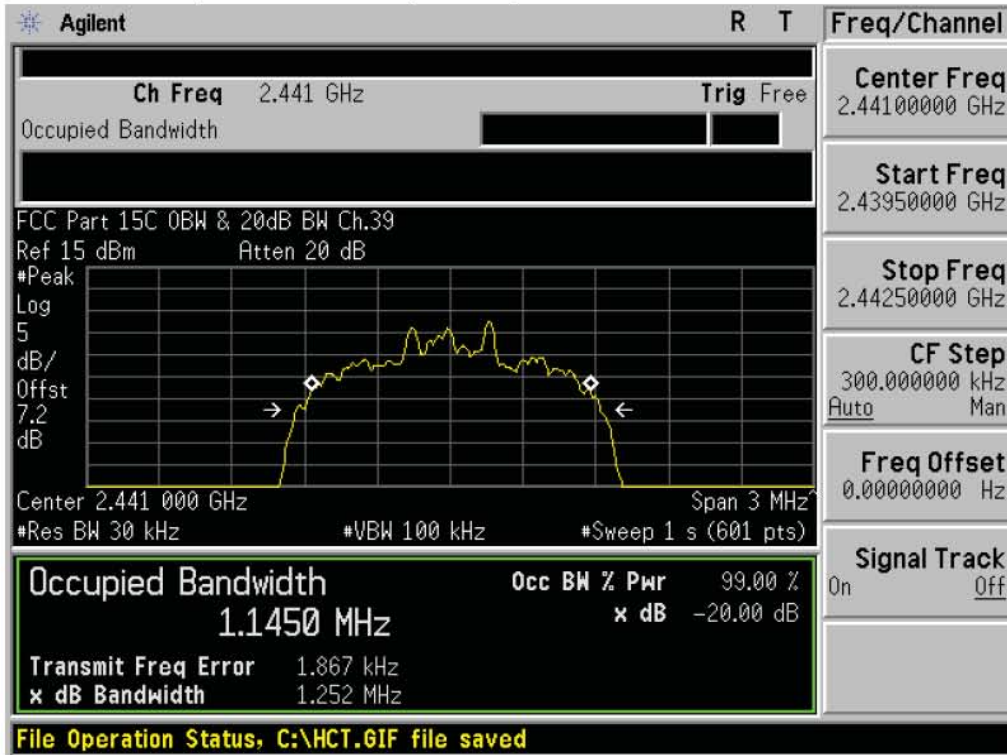 Agilent R T Freq/Channel
Ch Freq 2.441 GHz Trig Free
Occupied Bandwidth
Center Freq
2.44100000 GHz
Start Freq
2.43950000 GHz
Stop Freq
2.44250000 GHz
CF Step
300.000000 kHz
Auto Man
Freq Offset
0.00000000 Hz
Signal Track
On Off
FCC Part 15C OBW & 20dB BW Ch.39
Ref 15 dBm Atten 20 dB
#Peak
Log
5
dB/
Offst
7.2
dB
Center 2.441 000 GHz Span 3 MHz^
#Res BW 30 kHz #VBW 100 kHz #Sweep 1 s (601 pts)
Occupied Bandwidth Occ BW % Pwr 99.00 %
1.1450 MHz x dB -20.00 dB
Transmit Freq Error 1.867 kHz
x dB Bandwidth 1.252 MHz
File Operation Status, C:\HCT.GIF file saved